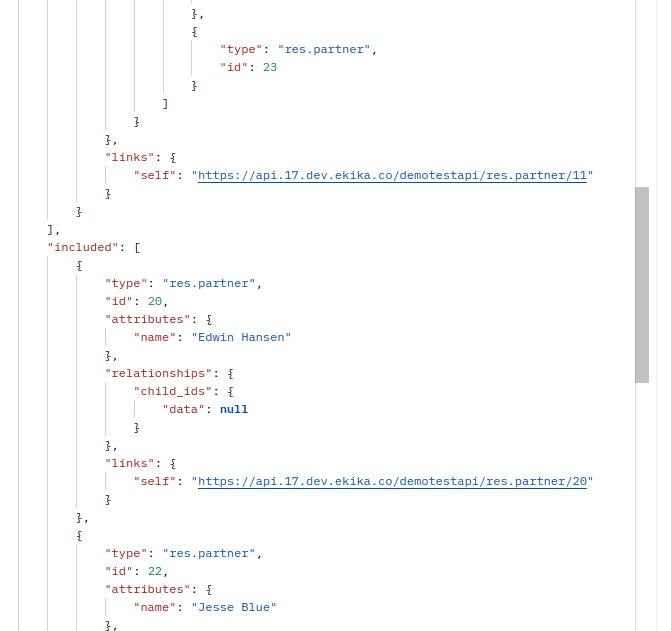 },
{
"type": "res.partner",
"id": 23
}
]
}
},
"links": {
"self": "https://api.17.dev.ekika.co/demotestapi/res.partner/11"
}
}
],
"included": [
{
"type": "res.partner",
"id": 20,
"attributes": {
"name": "Edwin Hansen"
},
"relationships": {
"child_ids": {
"data": null
}
},
"links": {
"self": "https://api.17.dev.ekika.co/demotestapi/res.partner/20"
}
},
{
"type": "res.partner",
"id": 22,
"attributes": {
"name": "Jesse Blue"
},